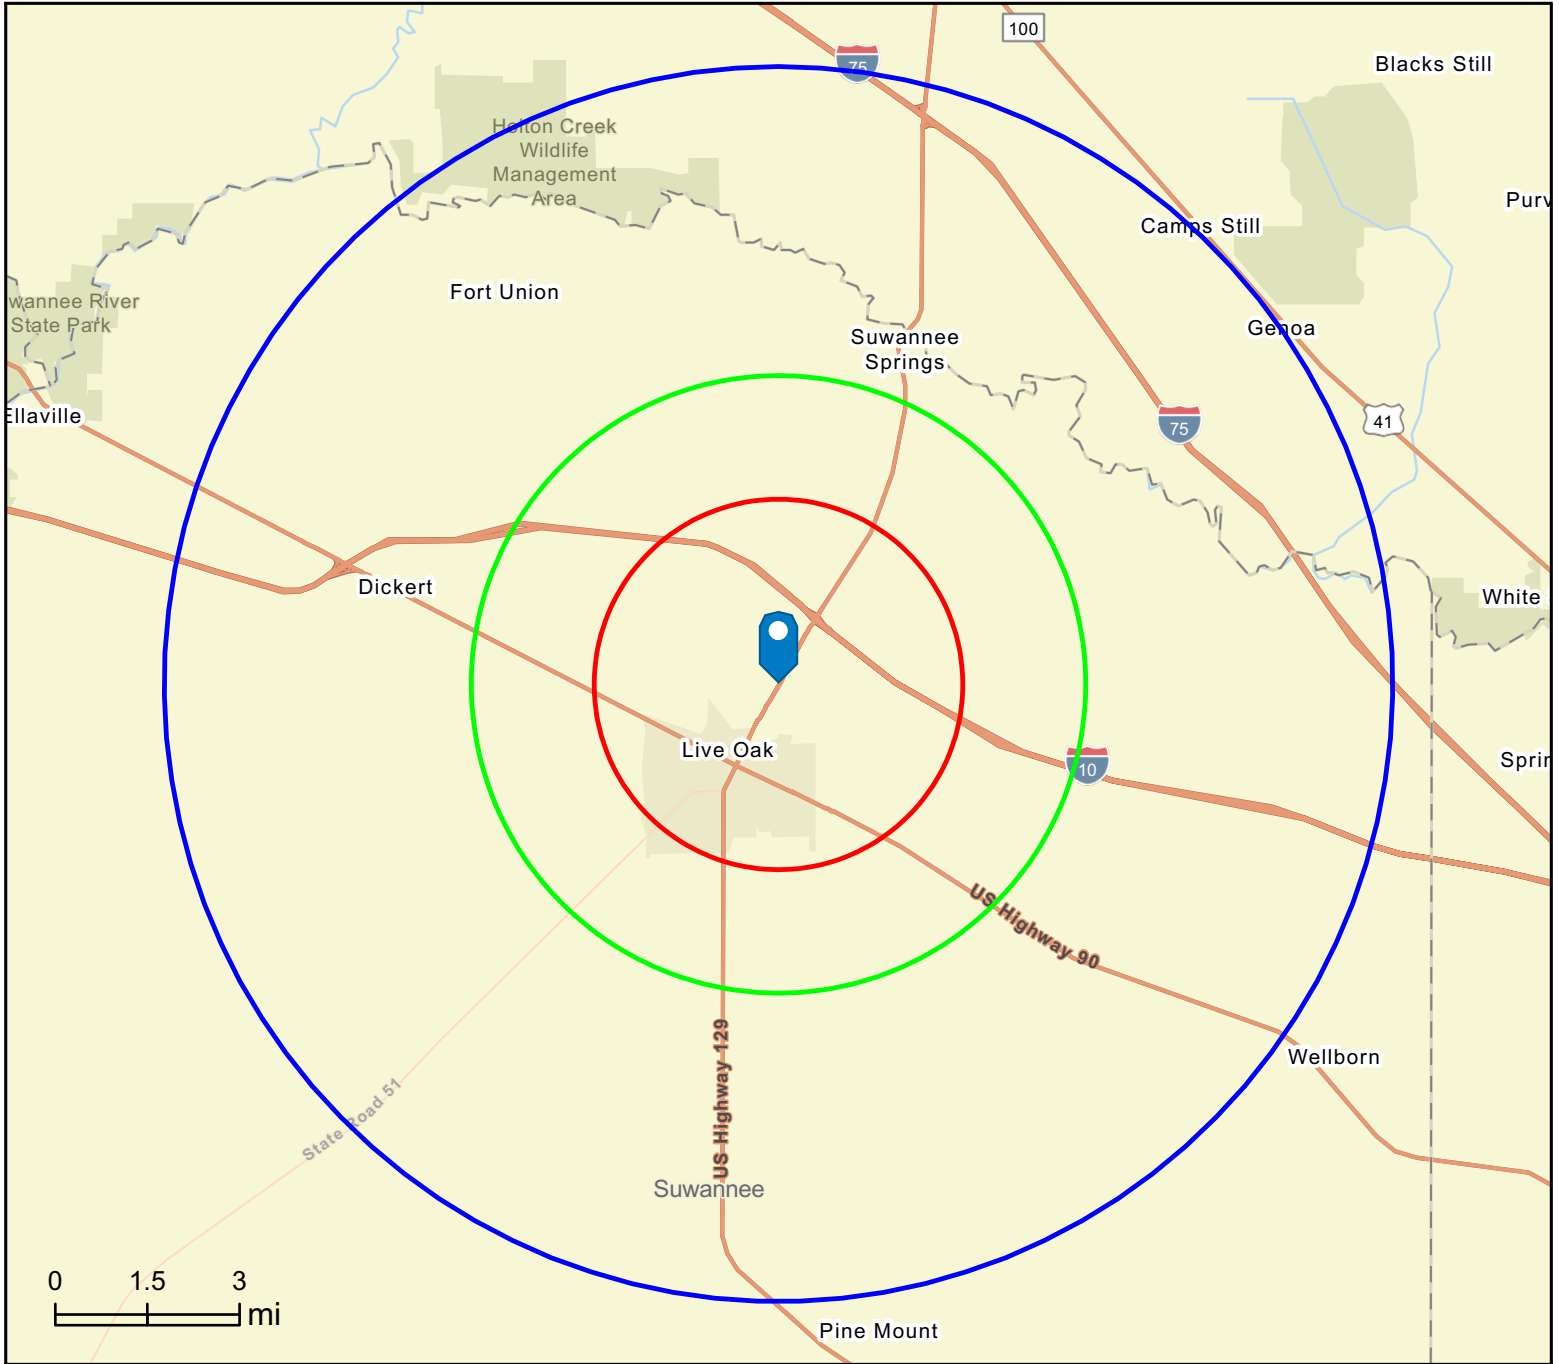 100
75
Blacks Still
Holton Creek
Wildlife
Management
Area
Purv
Camps Still
Fort Union
wannee River
State Park
Genoa
Suwannee
Springs
Ellaville
75
41
Dickert
White
Live Oak
Sprin
10
US Highway 90
US Highway 129
Wellborn
State Road 51
Suwannee
0 1.5 3
mi
Pine Mount